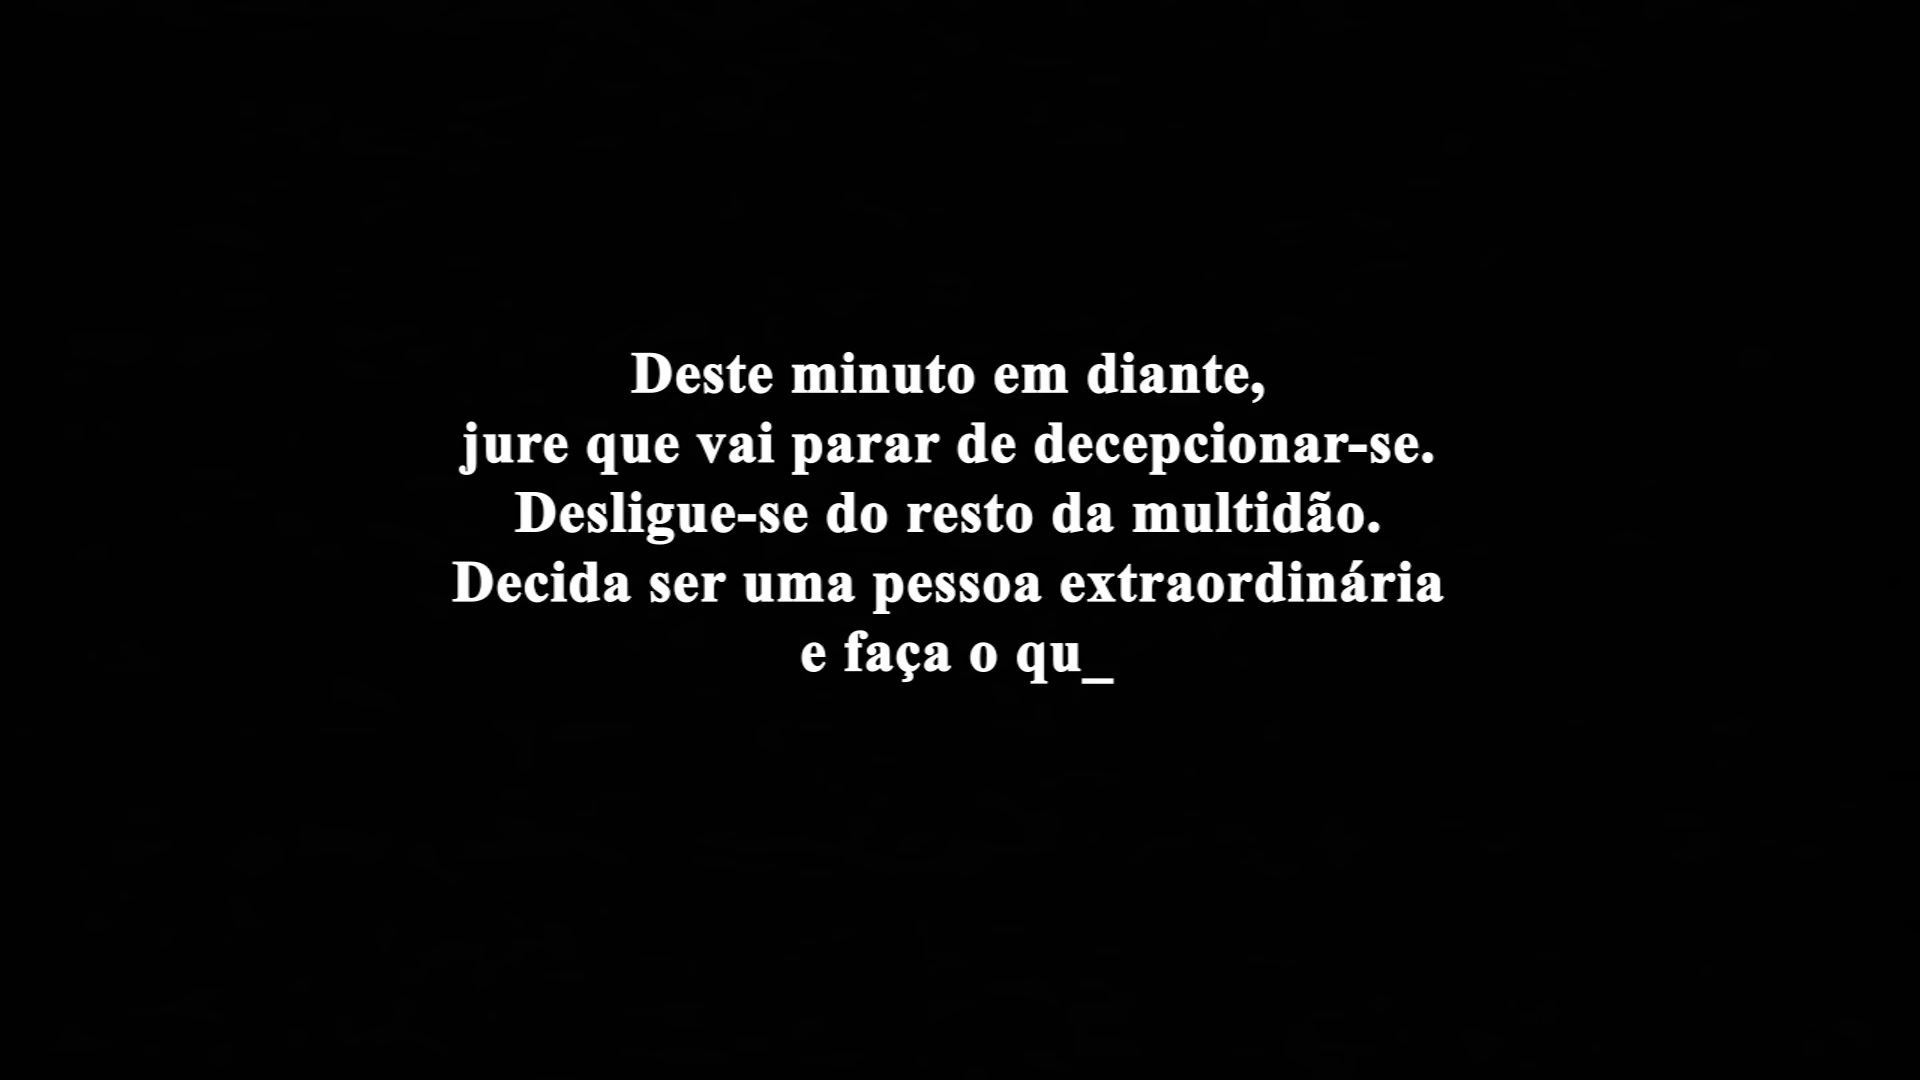 Deste minuto em diante,
jure que vai parar de decepcionar-se.
Desligue-se do resto da multidão.
Decida ser uma pessoa extraordinária
e faça o qu_